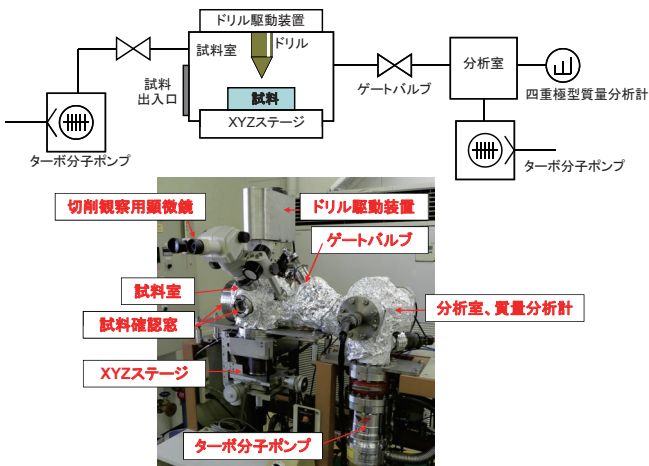 ドリル駆動装置
試料室
ドリル
試料
出入口
試料
XYZステージ
ターボ分子ポンプ
ゲートバルブ
分析室
四重極型質量分析計
ターボ分子ポンプ
切削観察用顕微鏡
ドリル駆動装置
ゲートバルブ
試料室
分析室、質量分析計
試料確認窓
XYZステージ
ターボ分子ポンプ